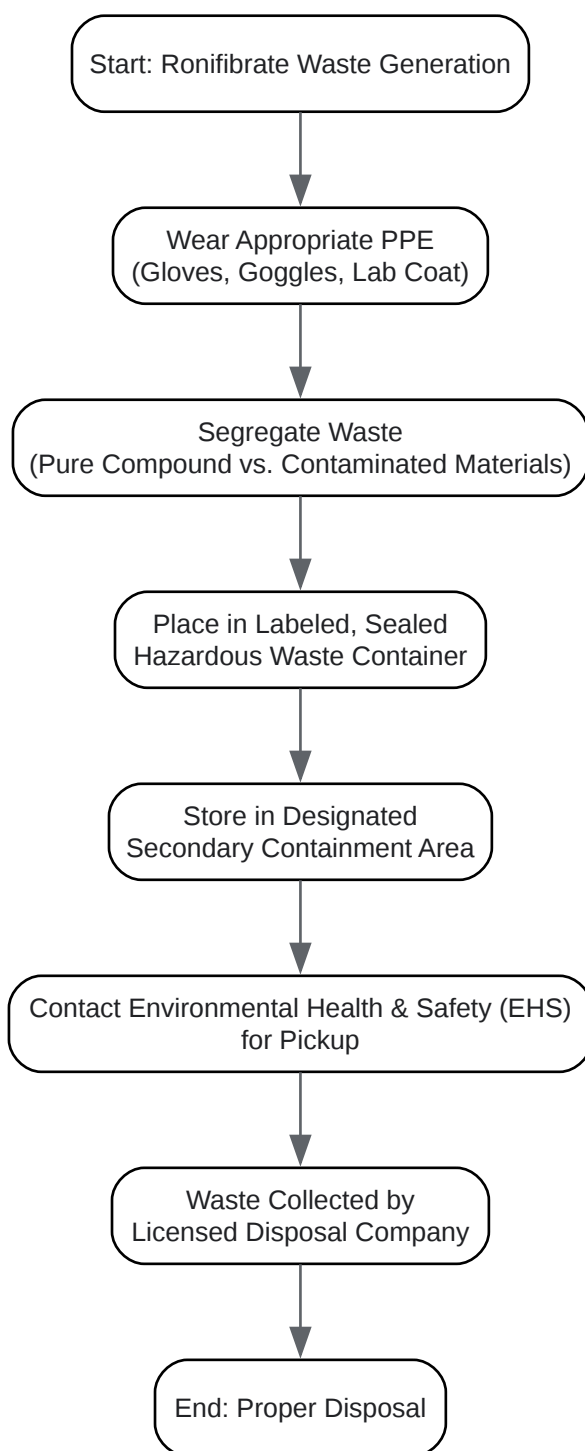 Start: Ronifibrate Waste Generation
Wear Appropriate PPE
(Gloves, Goggles, Lab Coat)
Segregate Waste
(Pure Compound vs. Contaminated Materials)
Place in Labeled, Sealed
Hazardous Waste Container
Store in Designated
Secondary Containment Area
Contact Environmental Health & Safety (EHS)
for Pickup
Waste Collected by
Licensed Disposal Company
End: Proper Disposal